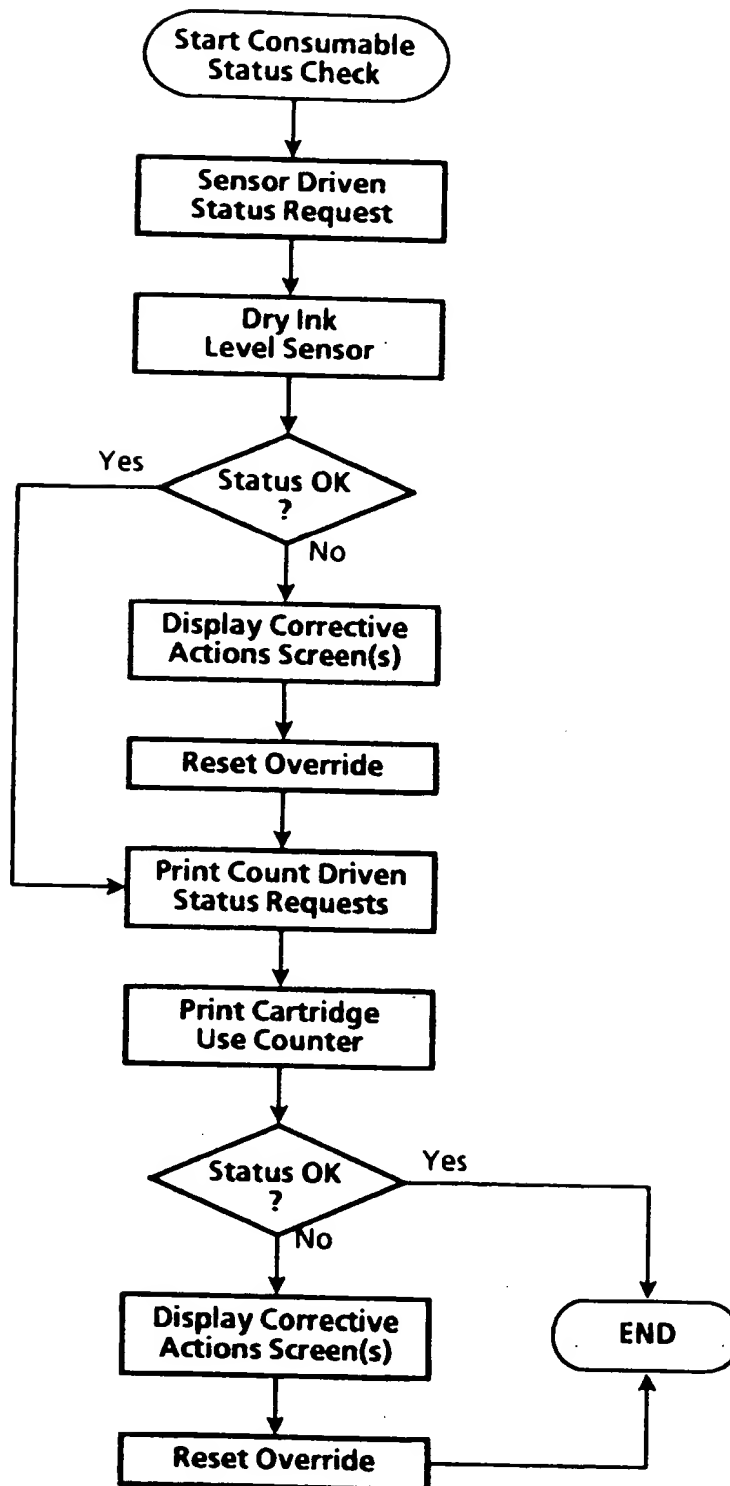 Start Consumable
Status Check
Sensor Driven
Status Request
Dry Ink
Level Sensor
Yes
Status OK
?
No
Display Corrective
Actions Screen(s)
Reset Override
Print Count Driven
Status Requests
Print Cartridge
Use Counter
Status OK
?
Yes
No
Display Corrective
Actions Screen(s)
END
Reset Override